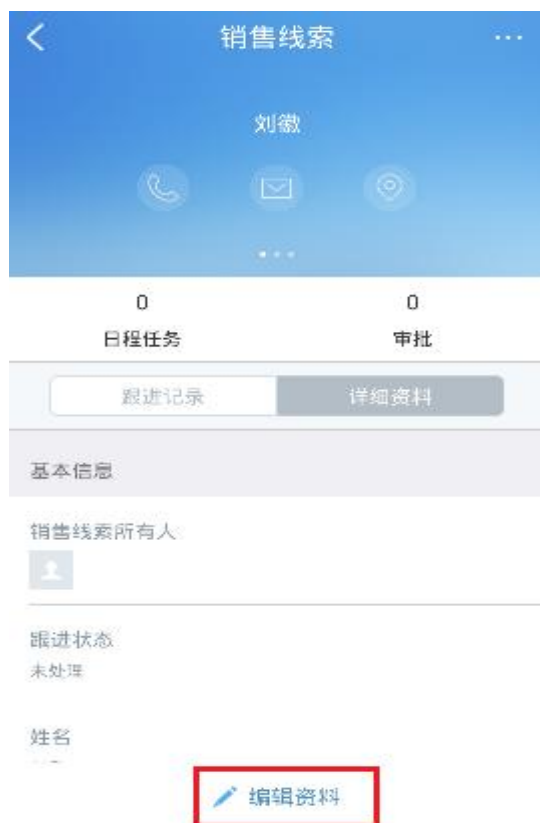 销售线索
刘徽
0
0
日程任务
审批
跟进记录
详细资料
基本信息
销售线索所有人
跟进状态
未处理
姓名
编辑资料